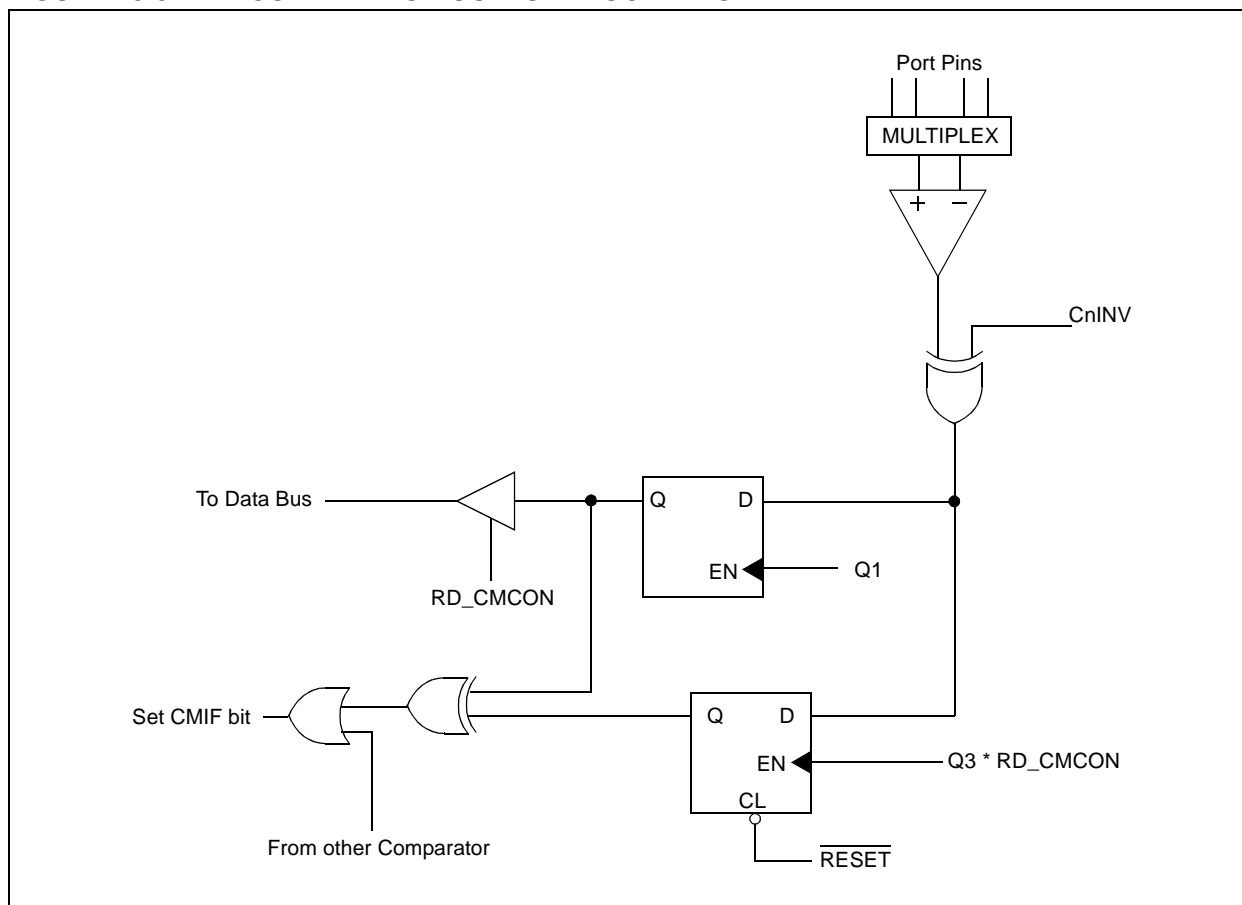 Port Pins
MULTIPLEX
+ −
CnINV
To Data Bus
Q D
EN
Q1
RD_CMCON
Set CMIF bit
Q D
EN
Q3 * RD_CMCON
CL
From other Comparator
RESET